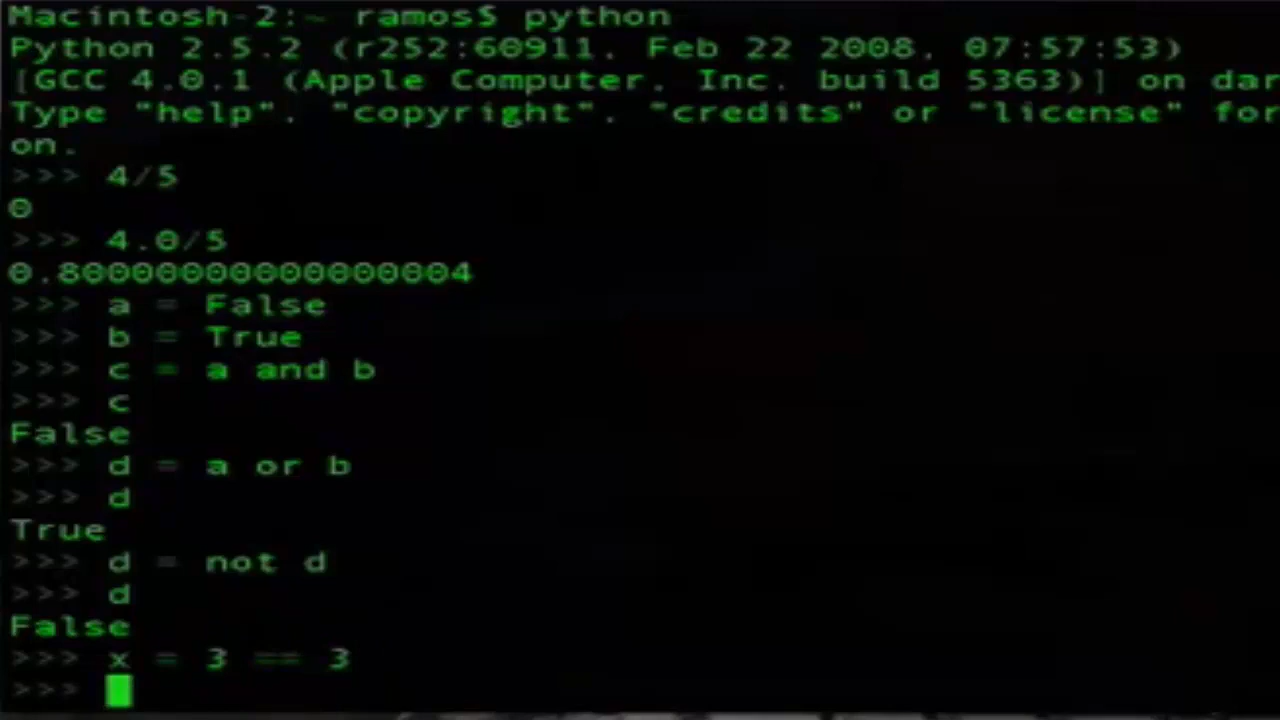 Macintosh-2:~ ramos$ python
Python 2.5.2 (r252:60911, Feb 22 2008, 07:57:53)
[GCC 4.0.1 (Apple Computer, Inc. build 5363)] on dar
Type "help", "copyright", "credits" or "license" for
on.
>>> 4/5
0
>>> 4.0/5
0.80000000000000004
>>> a = False
>>> b = True
>>> c = a and b
>>> c
False
>>> d = a or b
>>> d
True
>>> d = not d
>>> d
False
>>> x = 3 == 3
>>>